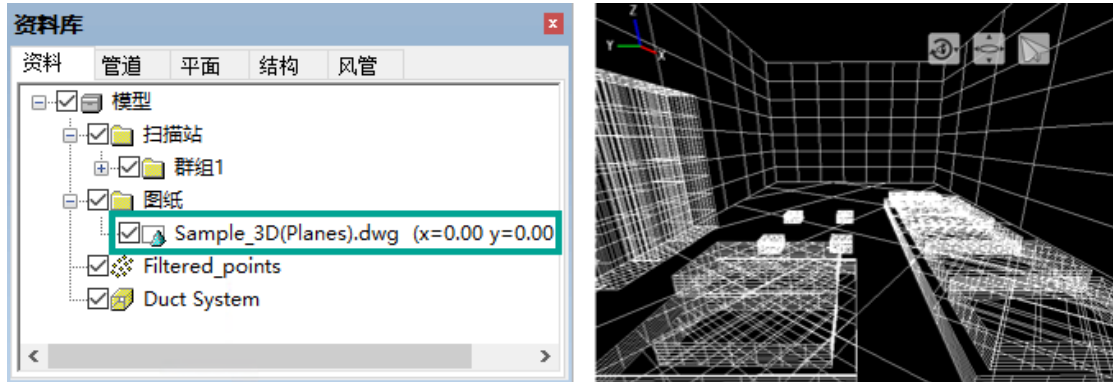 资料库
资料 管道 平面 结构 风管
模型
扫描站
群组1
图纸
Sample_3D(Planes).dwg (x=0.00 y=0.00
Filtered_points
Duct System
Z
Y
X